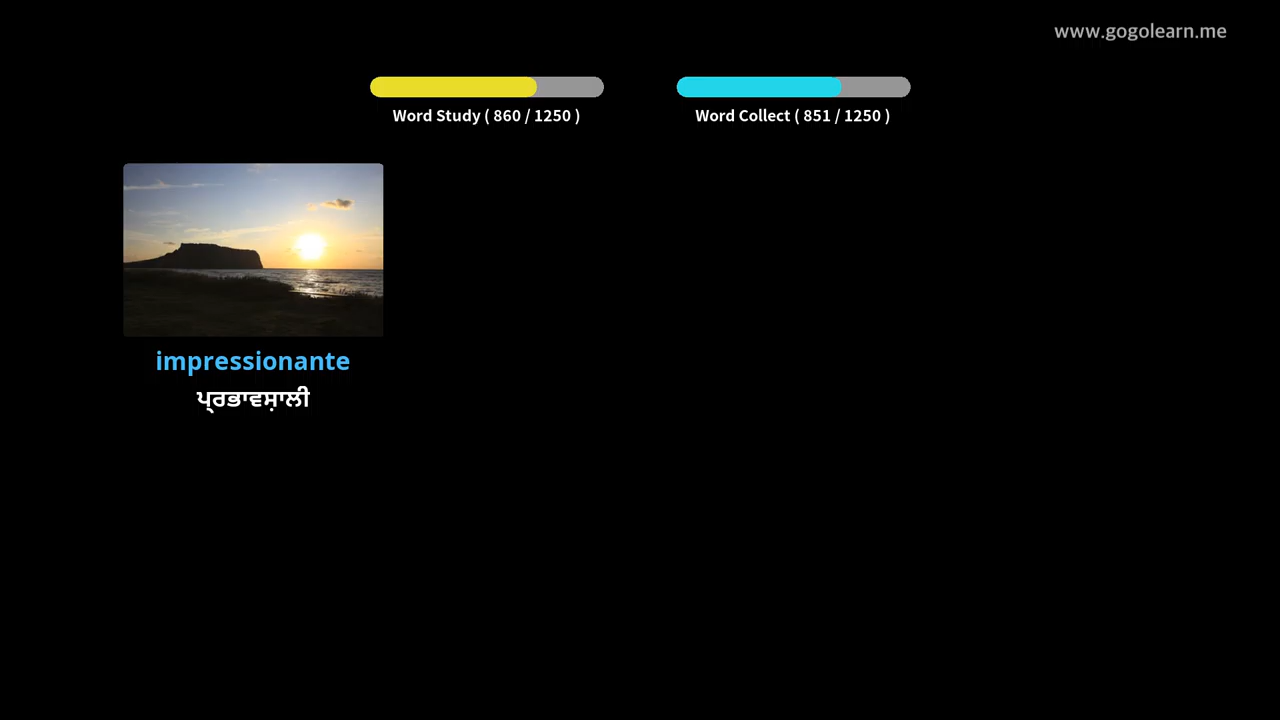 www.gogolearn.me
Word Study ( 860 / 1250 )
Word Collect ( 851 / 1250 )
impressionante
ਪ੍ਰਭਾਵਸ਼ਾਲੀ